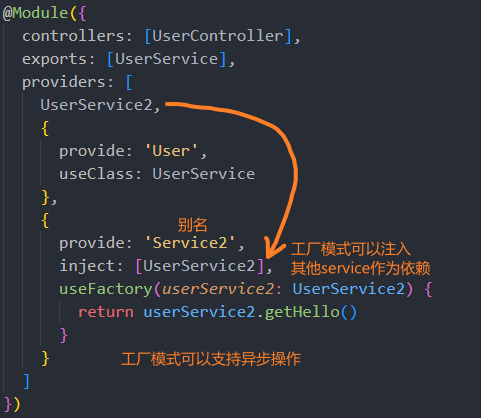 @Module({
controllers: [UserController],
exports: [UserService],
providers: [
UserService2,
{
provide: 'User',
useClass: UserService
},
{
别名
provide: 'Service2',
工厂模式可以注入
inject: [UserService2],
其他service作为依赖
useFactory(userService2: UserService2) {
return userService2.getHello()
}
}
工厂模式可以支持异步操作
]
})